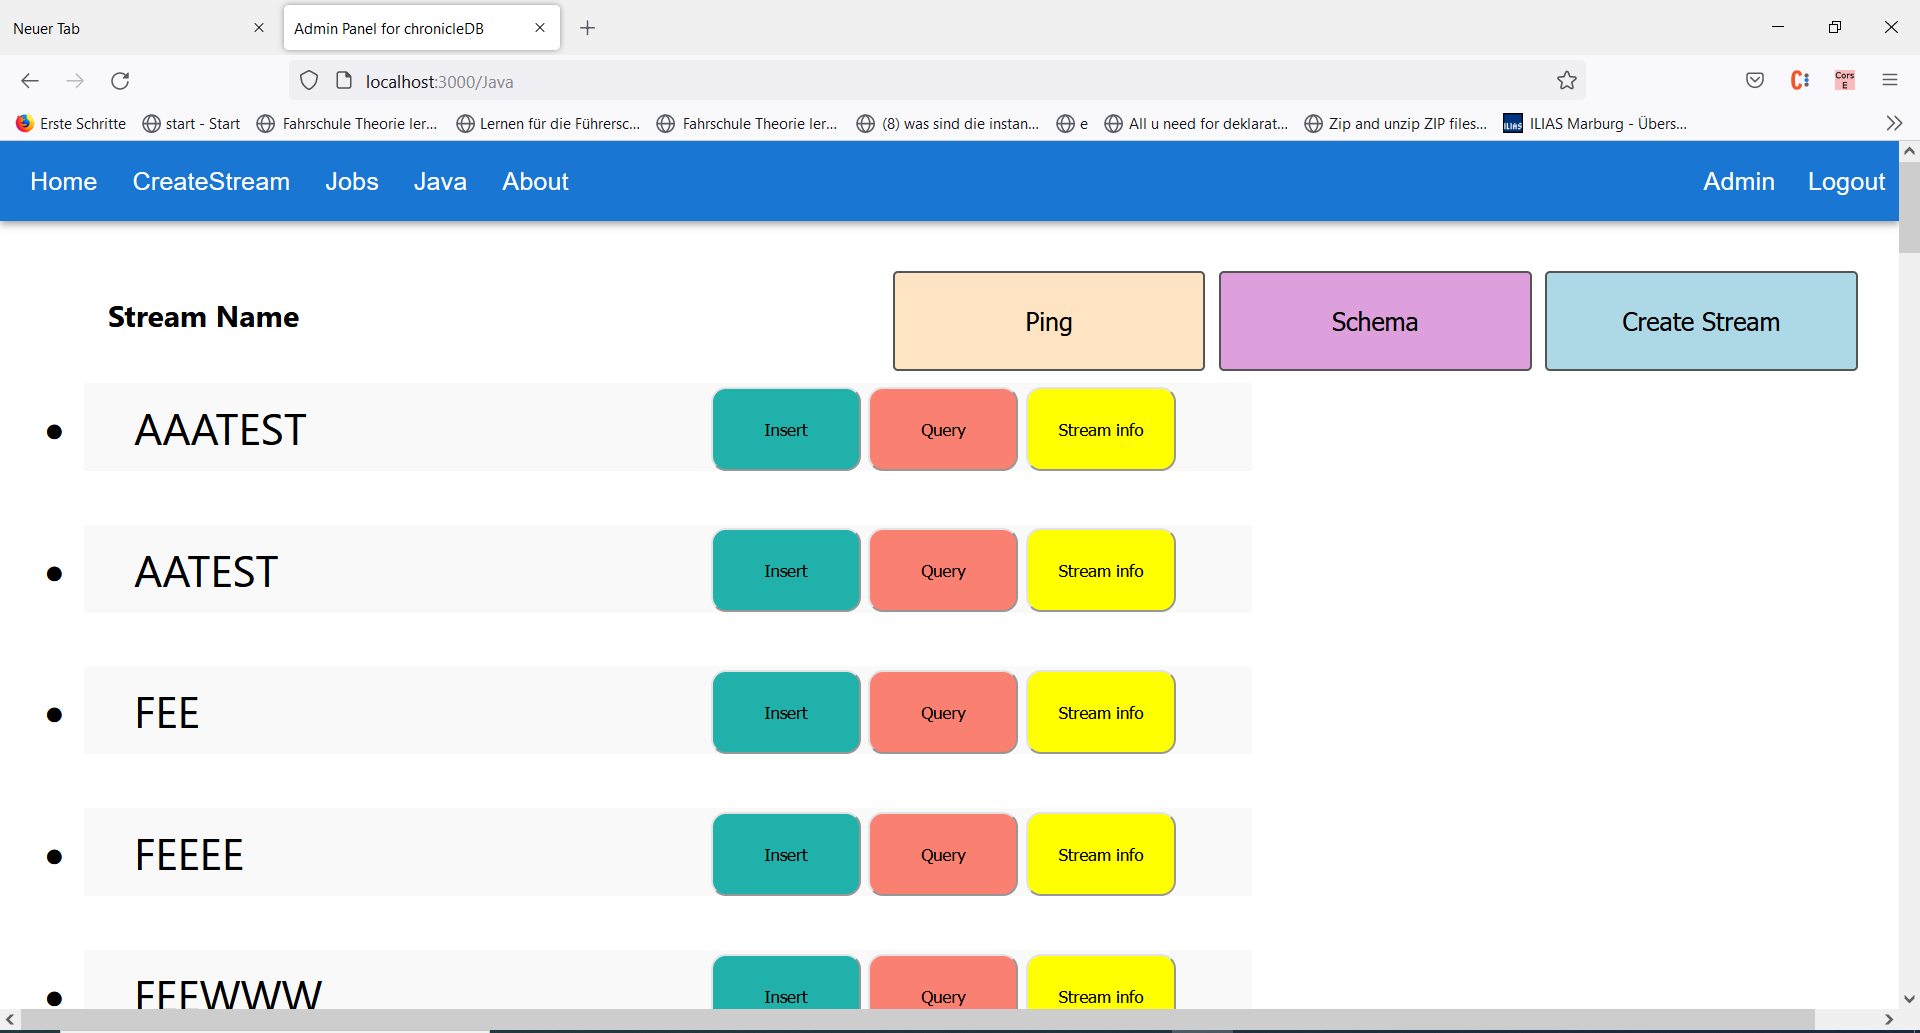 Neuer Tab
Admin Panel for chronicleDB
localhost:3000/Java
Cors E
Erste Schritte
start - Start
Fahrschule Theorie ler...
Lernen für die Führersc...
Fahrschule Theorie ler...
(8) was sind die instan...
e
All u need for deklarat...
Zip and unzip ZIP files...
ILIAS
ILIAS Marburg - Übers...
Home CreateStream Jobs Java About Admin Logout
Stream Name
Ping
Schema
Create Stream
AAATEST Insert Query Stream info
AATEST Insert Query Stream info
FEE Insert Query Stream info
FEEEE Insert Query Stream info
Insert Query Stream info